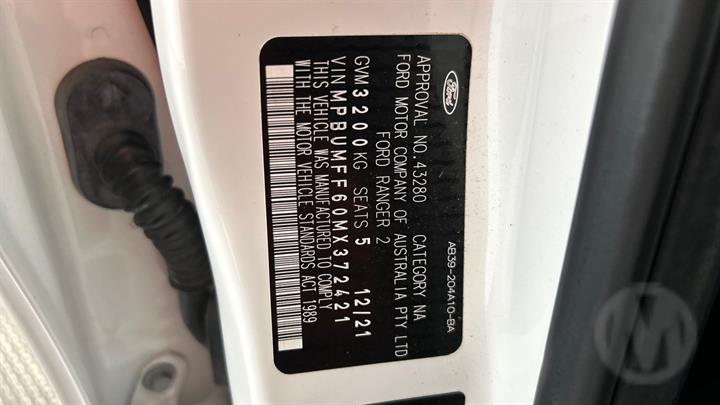 Ford
APPROVAL NO. 43280 CATEGORY NA
FORD MOTOR COMPANY OF AUSTRALIA PTY LTD
FORD RANGER 2
GVM 3200KG SEATS 5 12/21
VIN MPBUMFF60MX372421
THIS VEHICLE WAS MANUFACTURED TO COMPLY
WITH THE MOTOR VEHICLE STANDARDS ACT 1989
AB39-204A10-BA
M